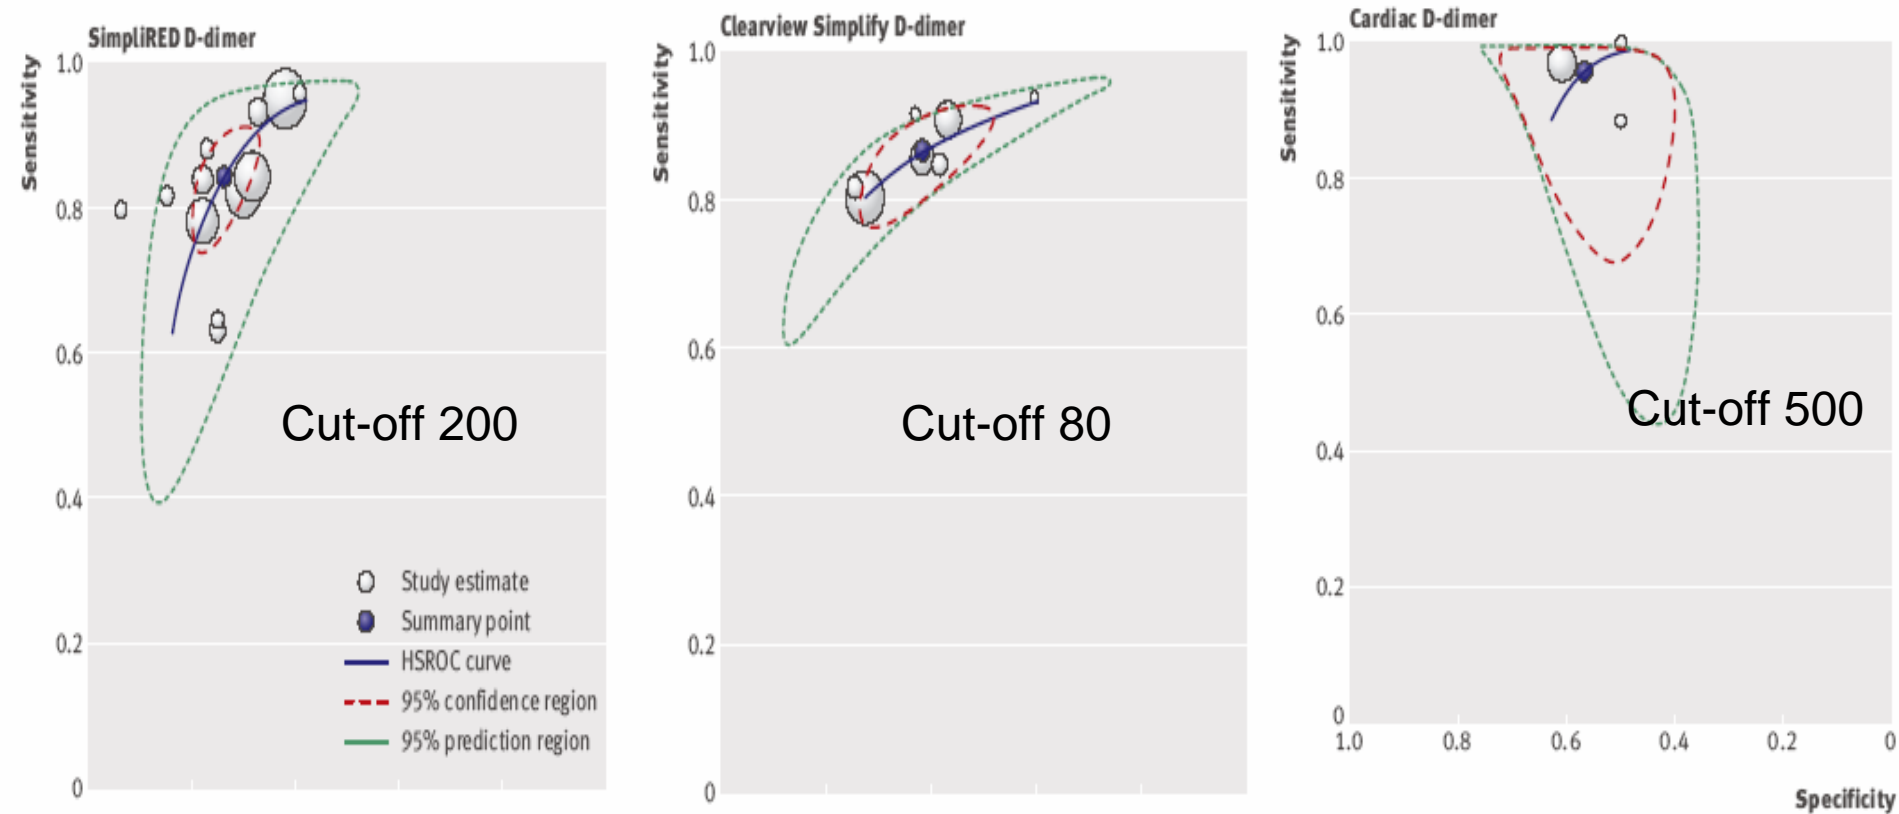 SimpliRED D-dimer
Sensitivity
1.0
0.8
0.6
0.4
0.2
0
Cut-off 200
Study estimate
Summary point
HSROC curve
95% confidence region
95% prediction region
Clearview Simplify D-dimer
Sensitivity
1.0
0.8
0.6
0.4
0.2
0
Cut-off 80
Cardiac D-dimer
Sensitivity
1.0
0.8
0.6
0.4
0.2
0
Cut-off 500
1.0 0.8 0.6 0.4 0.2 0
Specificity